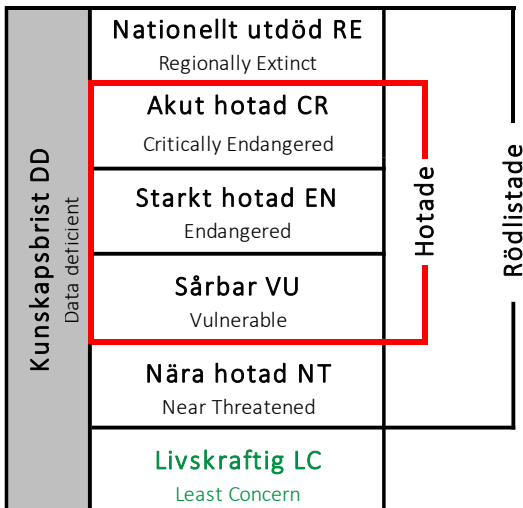 Nationellt utdöd RE
Regionally Extinct
Akut hotad CR
Critically Endangered
Starkt hotad EN
Endangered
Sårbar VU
Vulnerable
Nära hotad NT
Near Threatened
Livskraftig LC
Least Concern
Kunskapsbrist DD
Data deticient
Hotade
Rödlistade